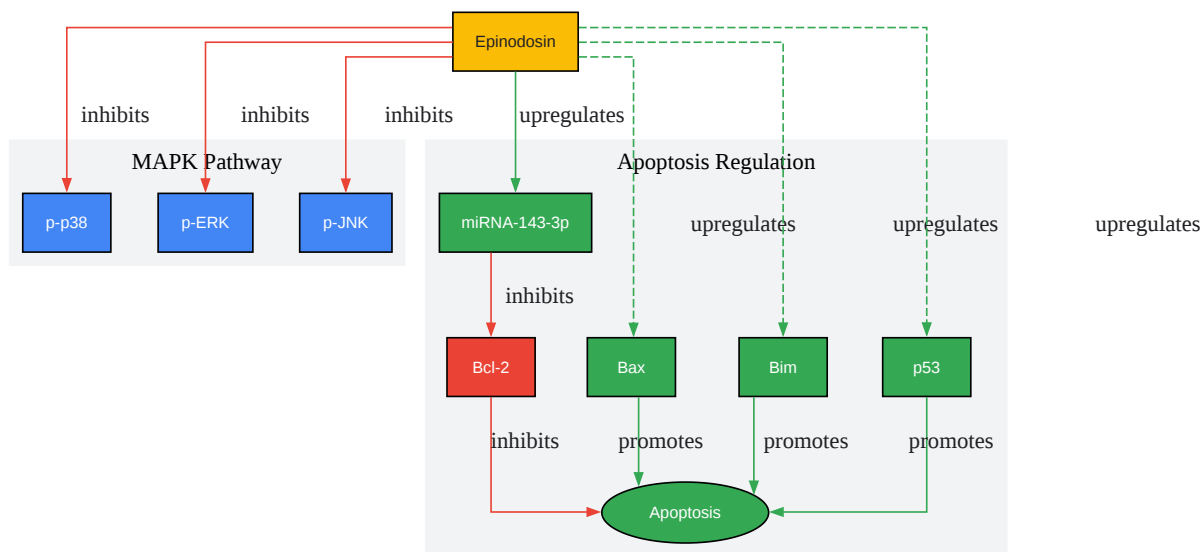 Epinodosin
inhibits
inhibits
inhibits
upregulates
MAPK Pathway
Apoptosis Regulation
p-p38
p-ERK
p-JNK
miRNA-143-3p
upregulates
upregulates
upregulates
inhibits
Bcl-2
Bax
Bim
p53
inhibits
promotes
promotes
promotes
Apoptosis